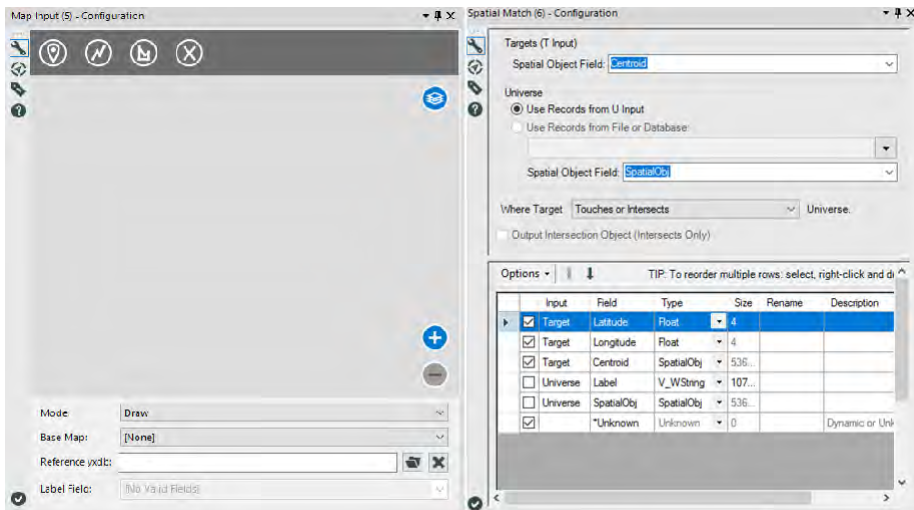 Map Input (5) - Configuration
Mode: Draw
Base Map: [None]
Reference yxdb:
Label Field: [No Valid Fields]
Spatial Match (6) - Configuration
Targets (T Input)
Spatial Object Field: Centroid
Universe
Use Records from U Input
Use Records from File or Database:
Spatial Object Field: SpatialObj
Where Target Touches or Intersects Universe.
Output Intersection Object (Intersects Only)
Options TIP: To reorder multiple rows: select, right-click and dr
Input Field Type Size Rename Description
Target Latitude Float 4
Target Longitude Float 4
Target Centroid SpatialObj 536...
Universe Label V_WString 107...
Universe SpatialObj SpatialObj 536...
*Unknown Unknown 0 Dynamic or Unk